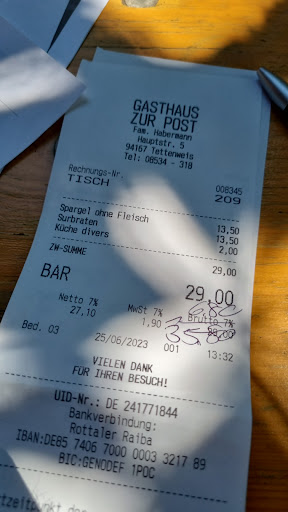 GASTHAUS
ZUR POST
Fam. Habermann
Hauptstr. 5
94167 Tettenweis
Tel: 08534 - 318
Rechnungs-Nr. 008345
TISCH 209
Spargel ohne Fleisch 13,50
Surbraten 13,50
Küche divers 2,00
ZW-SUMME 29,00
BAR 29,00
Netto 7% MwSt 7% Brutto 7%
27,10 1,90 29,00
35,80
Bed. 03 25/06/2023 001 13:32
VIELEN DANK
FÜR IHREN BESUCH!
UID-Nr.: DE 241771844
Bankverbindung:
Rottaler Raiba
IBAN:DE85 7406 7000 0003 3217 89
BIC:GENODEF 1POC